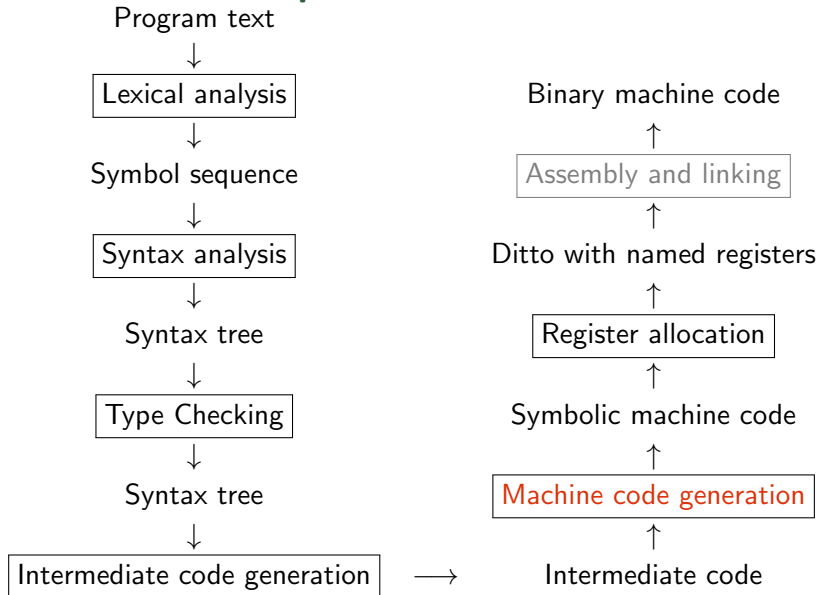 Program text
Lexical analysis
Symbol sequence
Syntax analysis
Syntax tree
Type Checking
Syntax tree
Intermediate code generation
Intermediate code
Machine code generation
Symbolic machine code
Register allocation
Ditto with named registers
Assembly and linking
Binary machine code